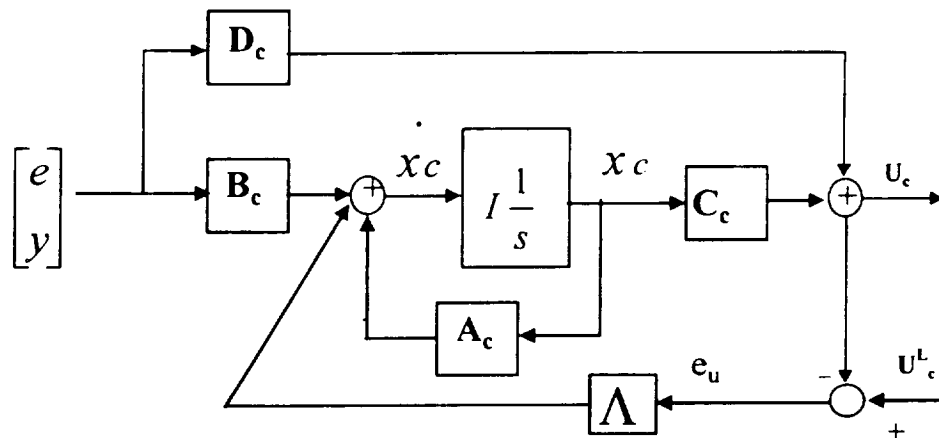 D_c
[e
y]
B_c
+
ẋc
I 1/s
xc
C_c
+
U_c
A_c
Λ
e_u
-
U^L_c
+